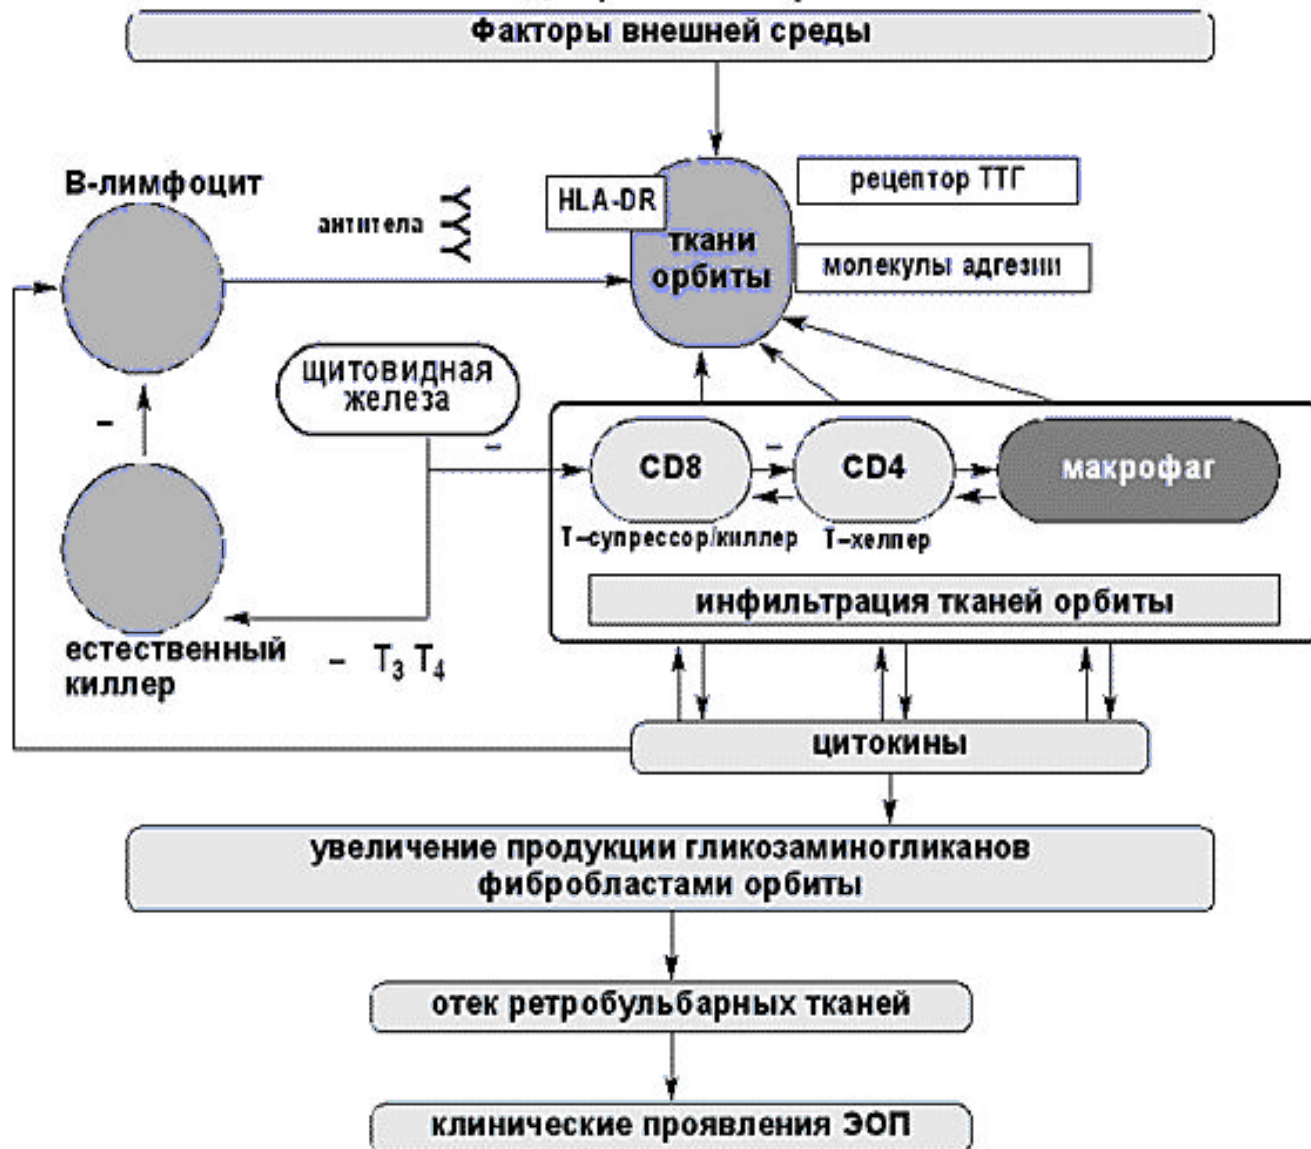 Факторы внешней среды
В-лимфоцит
антитела
HLA-DR
рецептор ТТГ
ткани
орбиты
молекулы адгезии
щитовидная
железа
–
–
–
CD8
CD4
макрофаг
Т–супрессор/киллер
Т–хелпер
инфильтрация тканей орбиты
естественный
киллер
– T3 T4
цитокины
увеличение продукции гликозаминогликанов
фибробластами орбиты
отек ретробульбарных тканей
клинические проявления ЭОП